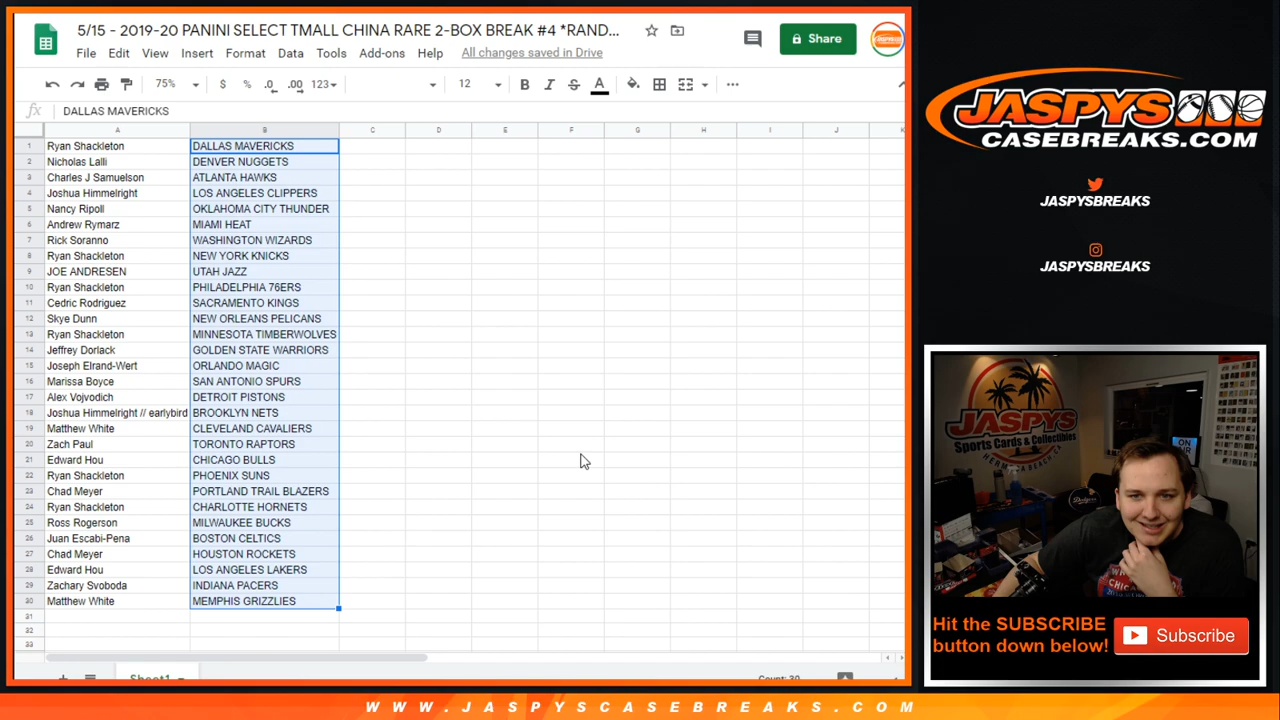 5/15 - 2019-20 PANINI SELECT TMALL CHINA RARE 2-BOX BREAK #4 *RAND...
File Edit View Insert Format Data Tools Add-ons Help All changes saved in Drive
Share
75% $ % .0 .00 123 12 B I S A
fx DALLAS MAVERICKS
A B C D E F G H I J K
1 Ryan Shackleton DALLAS MAVERICKS
2 Nicholas Lalli DENVER NUGGETS
3 Charles J Samuelson ATLANTA HAWKS
4 Joshua Himmelright LOS ANGELES CLIPPERS
5 Nancy Ripoll OKLAHOMA CITY THUNDER
6 Andrew Rymarz MIAMI HEAT
7 Rick Soranno WASHINGTON WIZARDS
8 Ryan Shackleton NEW YORK KNICKS
9 JOE ANDRESEN UTAH JAZZ
10 Ryan Shackleton PHILADELPHIA 76ERS
11 Cedric Rodriguez SACRAMENTO KINGS
12 Skye Dunn NEW ORLEANS PELICANS
13 Ryan Shackleton MINNESOTA TIMBERWOLVES
14 Jeffrey Dorlack GOLDEN STATE WARRIORS
15 Joseph Elrand-Wert ORLANDO MAGIC
16 Marissa Boyce SAN ANTONIO SPURS
17 Alex Vojvodich DETROIT PISTONS
18 Joshua Himmelright // earlybird BROOKLYN NETS
19 Matthew White CLEVELAND CAVALIERS
20 Zach Paul TORONTO RAPTORS
21 Edward Hou CHICAGO BULLS
22 Ryan Shackleton PHOENIX SUNS
23 Chad Meyer PORTLAND TRAIL BLAZERS
24 Ryan Shackleton CHARLOTTE HORNETS
25 Ross Rogerson MILWAUKEE BUCKS
26 Juan Escabi-Pena BOSTON CELTICS
27 Chad Meyer HOUSTON ROCKETS
28 Edward Hou LOS ANGELES LAKERS
29 Zachary Svoboda INDIANA PACERS
30 Matthew White MEMPHIS GRIZZLIES
31
32
33
Sheet1
Count: 30
JASPYS
CASEBREAKS.COM
JASPYSBREAKS
JASPYSBREAKS
JASPYS
Sports Cards & Collectibles
HERMOSA BEACH, CA
ON
Dodgers
Hit the SUBSCRIBE
button down below!
Subscribe
WWW.JASPYSCASEBREAKS.COM